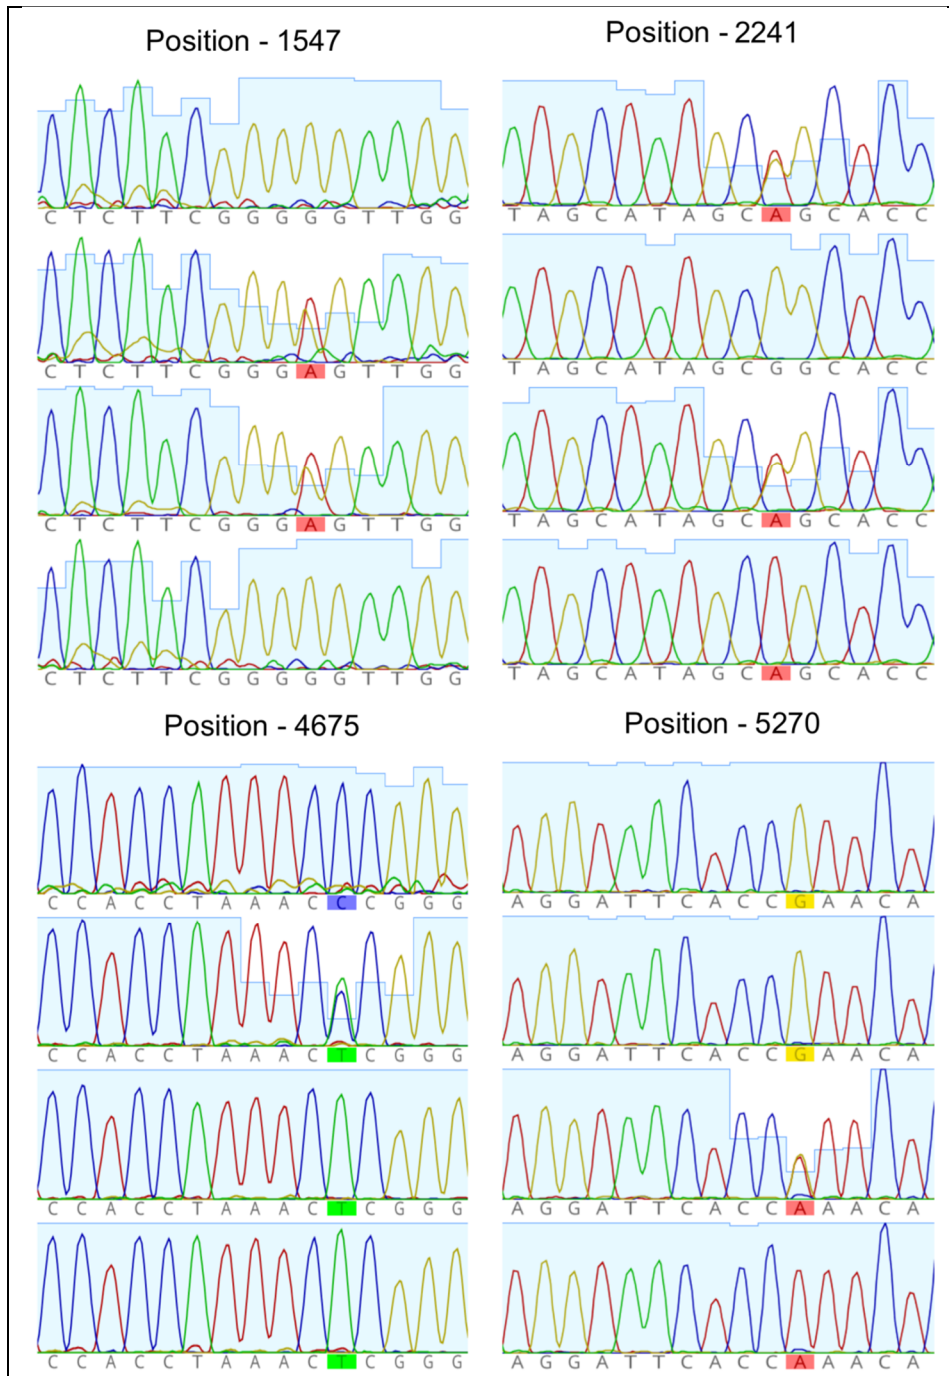 Position - 1547
C T C T T C G G G G G T T G G
C T C T T C G G G A G T T G G
C T C T T C G G G A G T T G G
C T C T T C G G G G G T T G G
Position - 2241
T A G C A T A G C A G C A C C
T A G C A T A G C G G C A C C
T A G C A T A G C A G C A C C
T A G C A T A G C A G C A C C
Position - 4675
C C A C C T A A A C C C G G G
C C A C C T A A A C T C G G G
C C A C C T A A A C T C G G G
C C A C C T A A A C T C G G G
Position - 5270
A G G A T T C A C C G A A C A
A G G A T T C A C C G A A C A
A G G A T T C A C C A A A C A
A G G A T T C A C C A A A C A